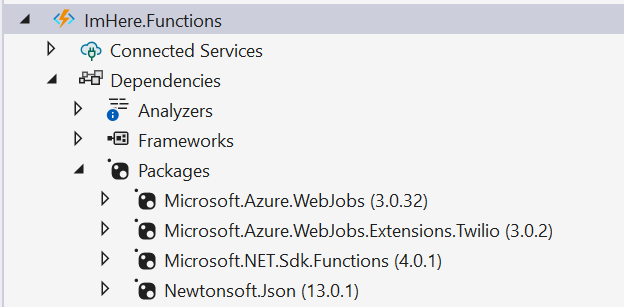 ImHere.Functions
Connected Services
Dependencies
Analyzers
Frameworks
Packages
Microsoft.Azure.WebJobs (3.0.32)
Microsoft.Azure.WebJobs.Extensions.Twilio (3.0.2)
Microsoft.NET.Sdk.Functions (4.0.1)
Newtonsoft.Json (13.0.1)